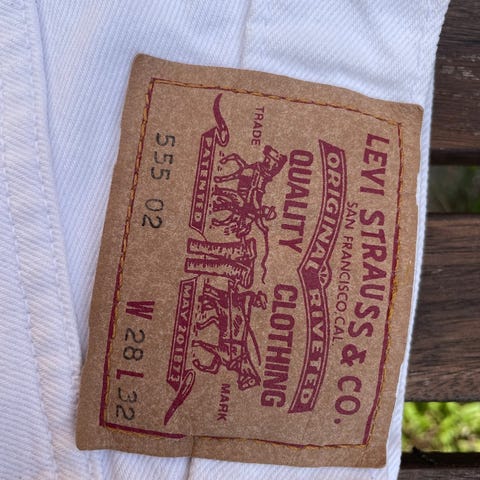 LEVI STRAUSS & CO.
SAN FRANCISCO, CAL.
ORIGINAL RIVETED
QUALITY CLOTHING
TRADE MARK
PATENTED MAY 20 1873
555 02 W 28 L 32